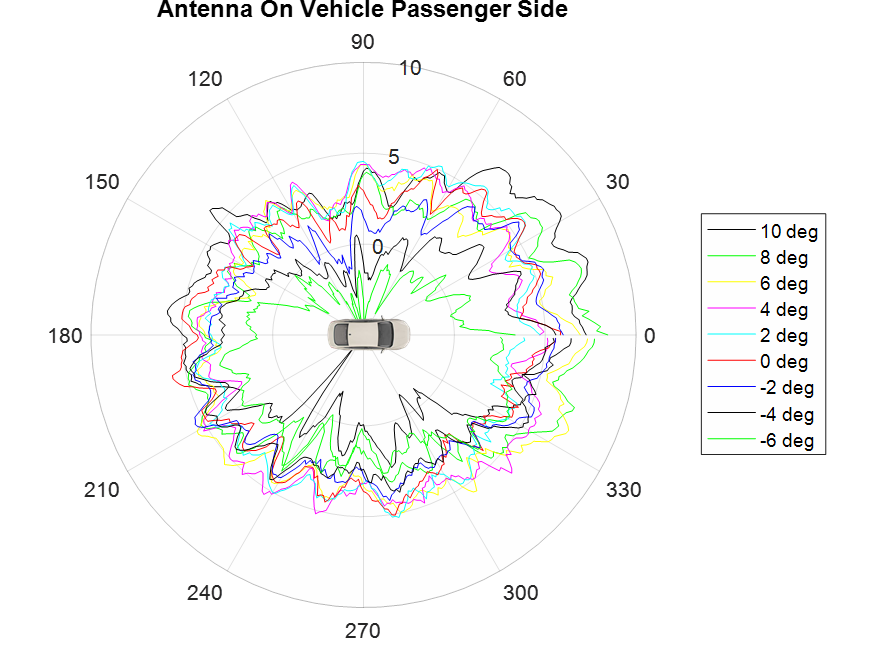 Antenna On Vehicle Passenger Side
90
10
120
60
5
150
30
0
180
0
210
330
240
300
270
10 deg
8 deg
6 deg
4 deg
2 deg
0 deg
-2 deg
-4 deg
-6 deg